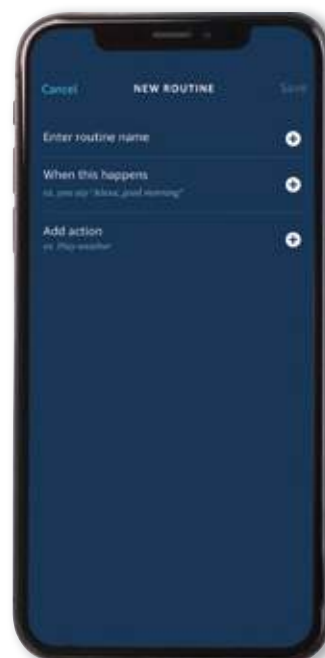 Cancel NEW ROUTINE Save
Enter routine name
When this happens
ex. you say "Alexa, good morning"
Add action
ex. Play weather